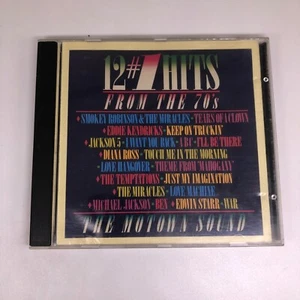 12 #1 HITS
FROM THE 70's
• SMOKEY ROBINSON & THE MIRACLES • TEARS OF A CLOWN
• EDDIE KENDRICKS • KEEP ON TRUCKIN'
• JACKSON 5 • I WANT YOU BACK • ABC • I'LL BE THERE
• DIANA ROSS • TOUCH ME IN THE MORNING
• LOVE HANGOVER • THEME FROM "MAHOGANY"
• THE TEMPTATIONS • JUST MY IMAGINATION
• THE MIRACLES • LOVE MACHINE
• MICHAEL JACKSON • BEN • EDWIN STARR • WAR
THE MOTOWN SOUND